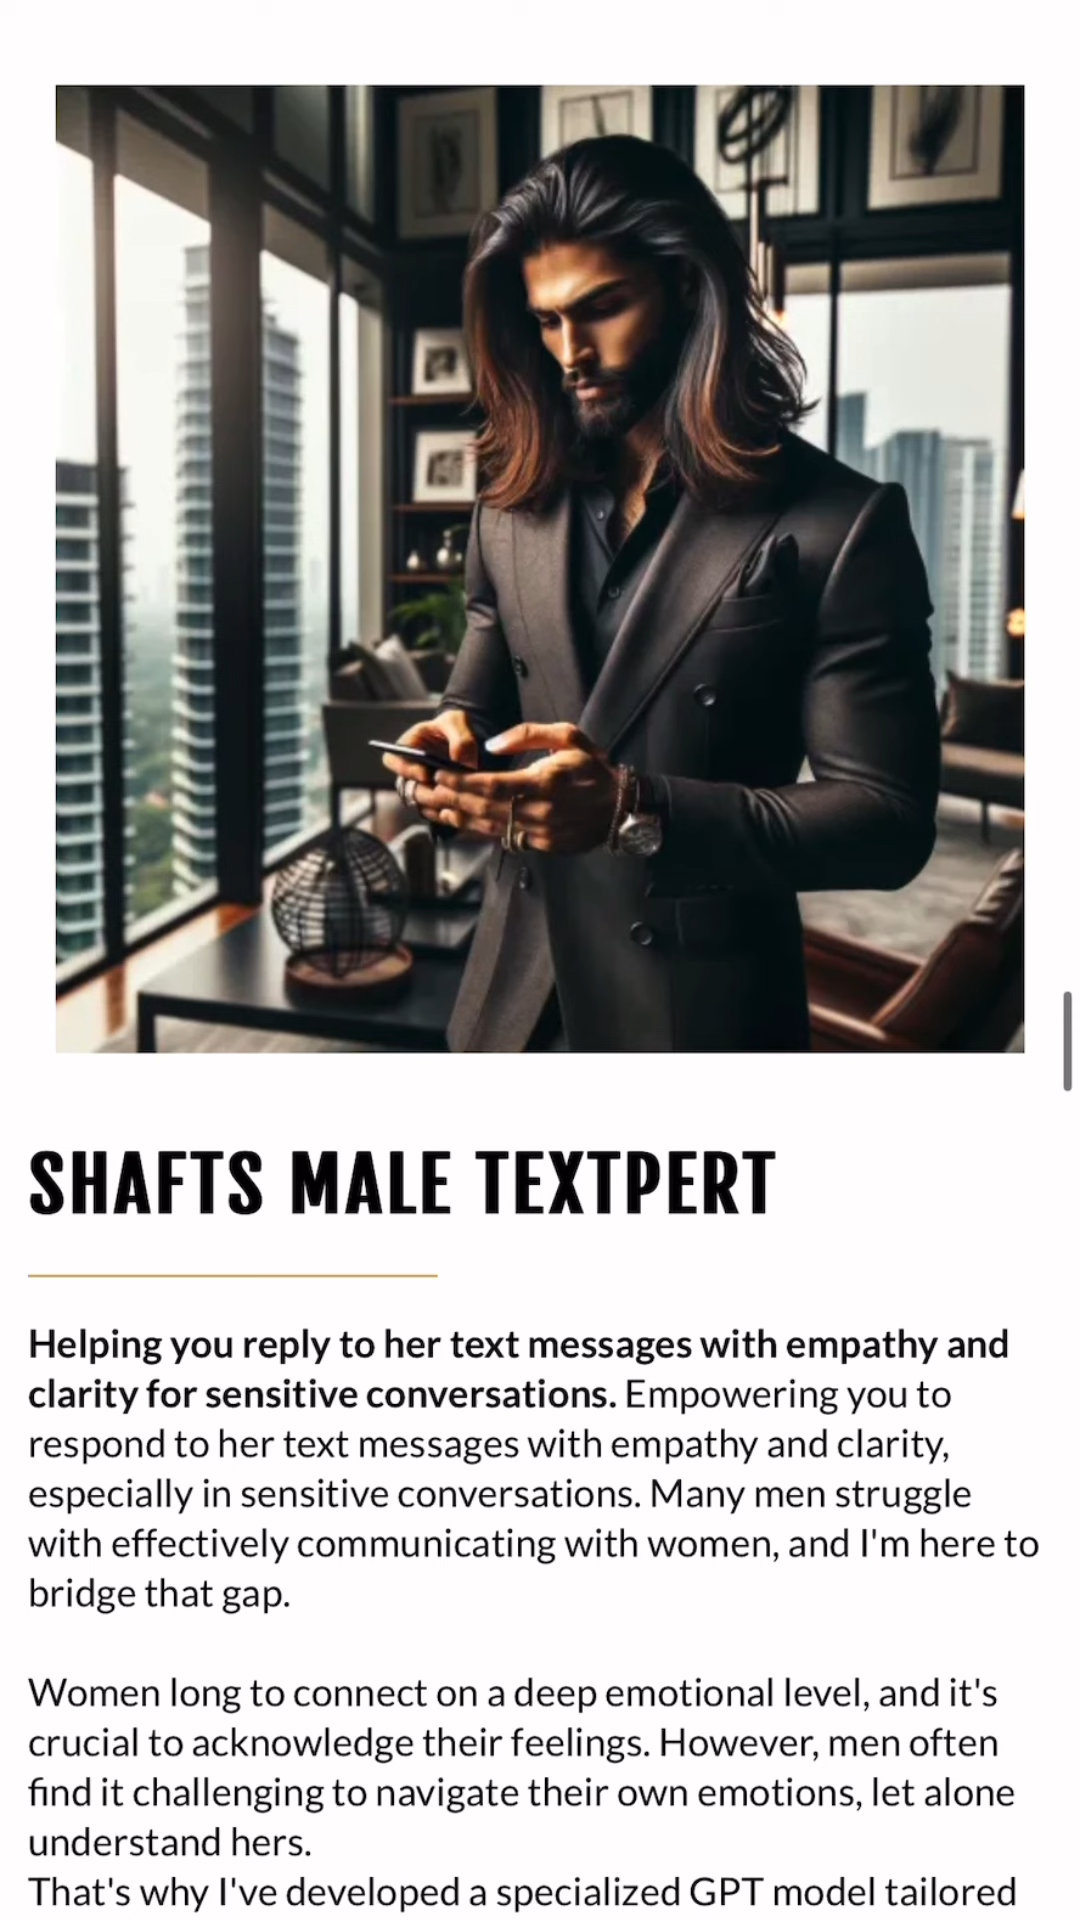 SHAFTS MALE TEXTPERT
Helping you reply to her text messages with empathy and
clarity for sensitive conversations. Empowering you to
respond to her text messages with empathy and clarity,
especially in sensitive conversations. Many men struggle
with effectively communicating with women, and I'm here to
bridge that gap.
Women long to connect on a deep emotional level, and it's
crucial to acknowledge their feelings. However, men often
find it challenging to navigate their own emotions, let alone
understand hers.
That's why I've developed a specialized GPT model tailored